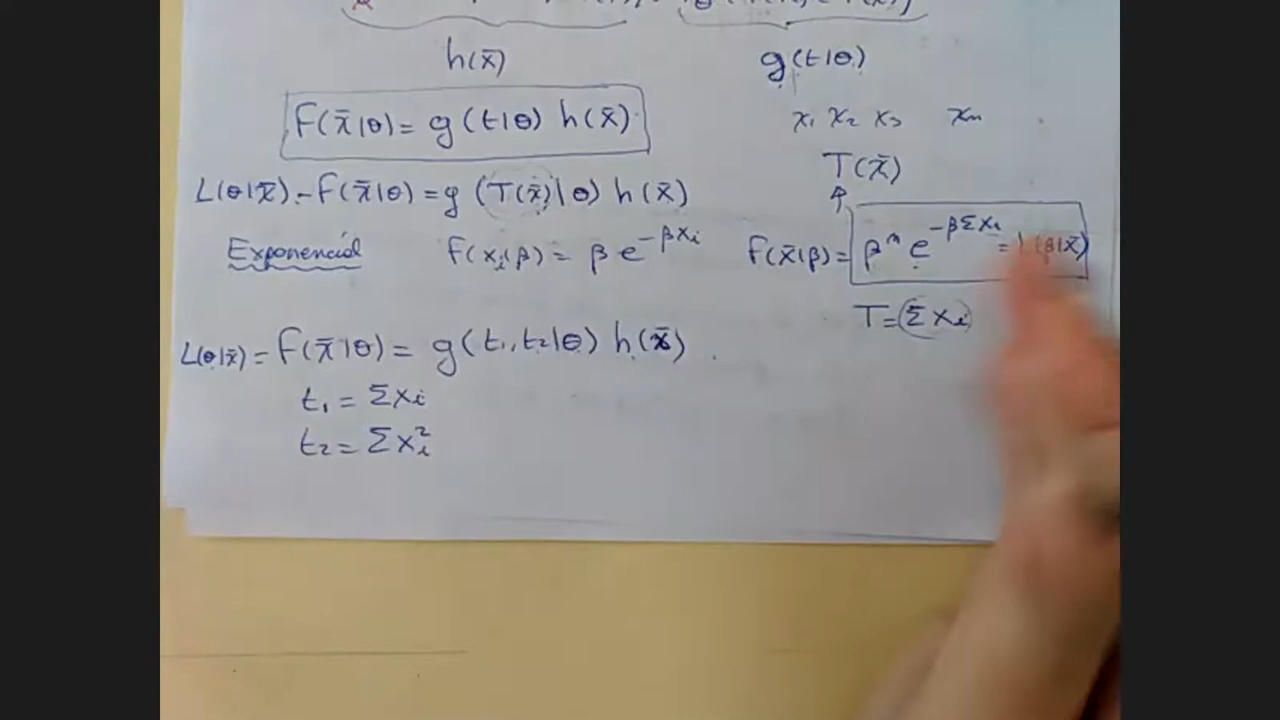 h(x̄) g(t|θ)
f(x̄|θ) = g(t|θ) h(x̄)
x₁ x₂ x₃ xₙ
T(x̄)
L(θ|x̄) = f(x̄|θ) = g(T(x̄)|θ) h(x̄)
Exponencial f(xᵢ|β) = β e^{-βxᵢ} f(x̄|β) = βⁿ e^{-βΣxᵢ} = L(β|x̄)
T = Σxᵢ
L(θ|x̄) = f(x̄|θ) = g(t₁, t₂|θ) h(x̄)
t₁ = Σxᵢ
t₂ = Σxᵢ²